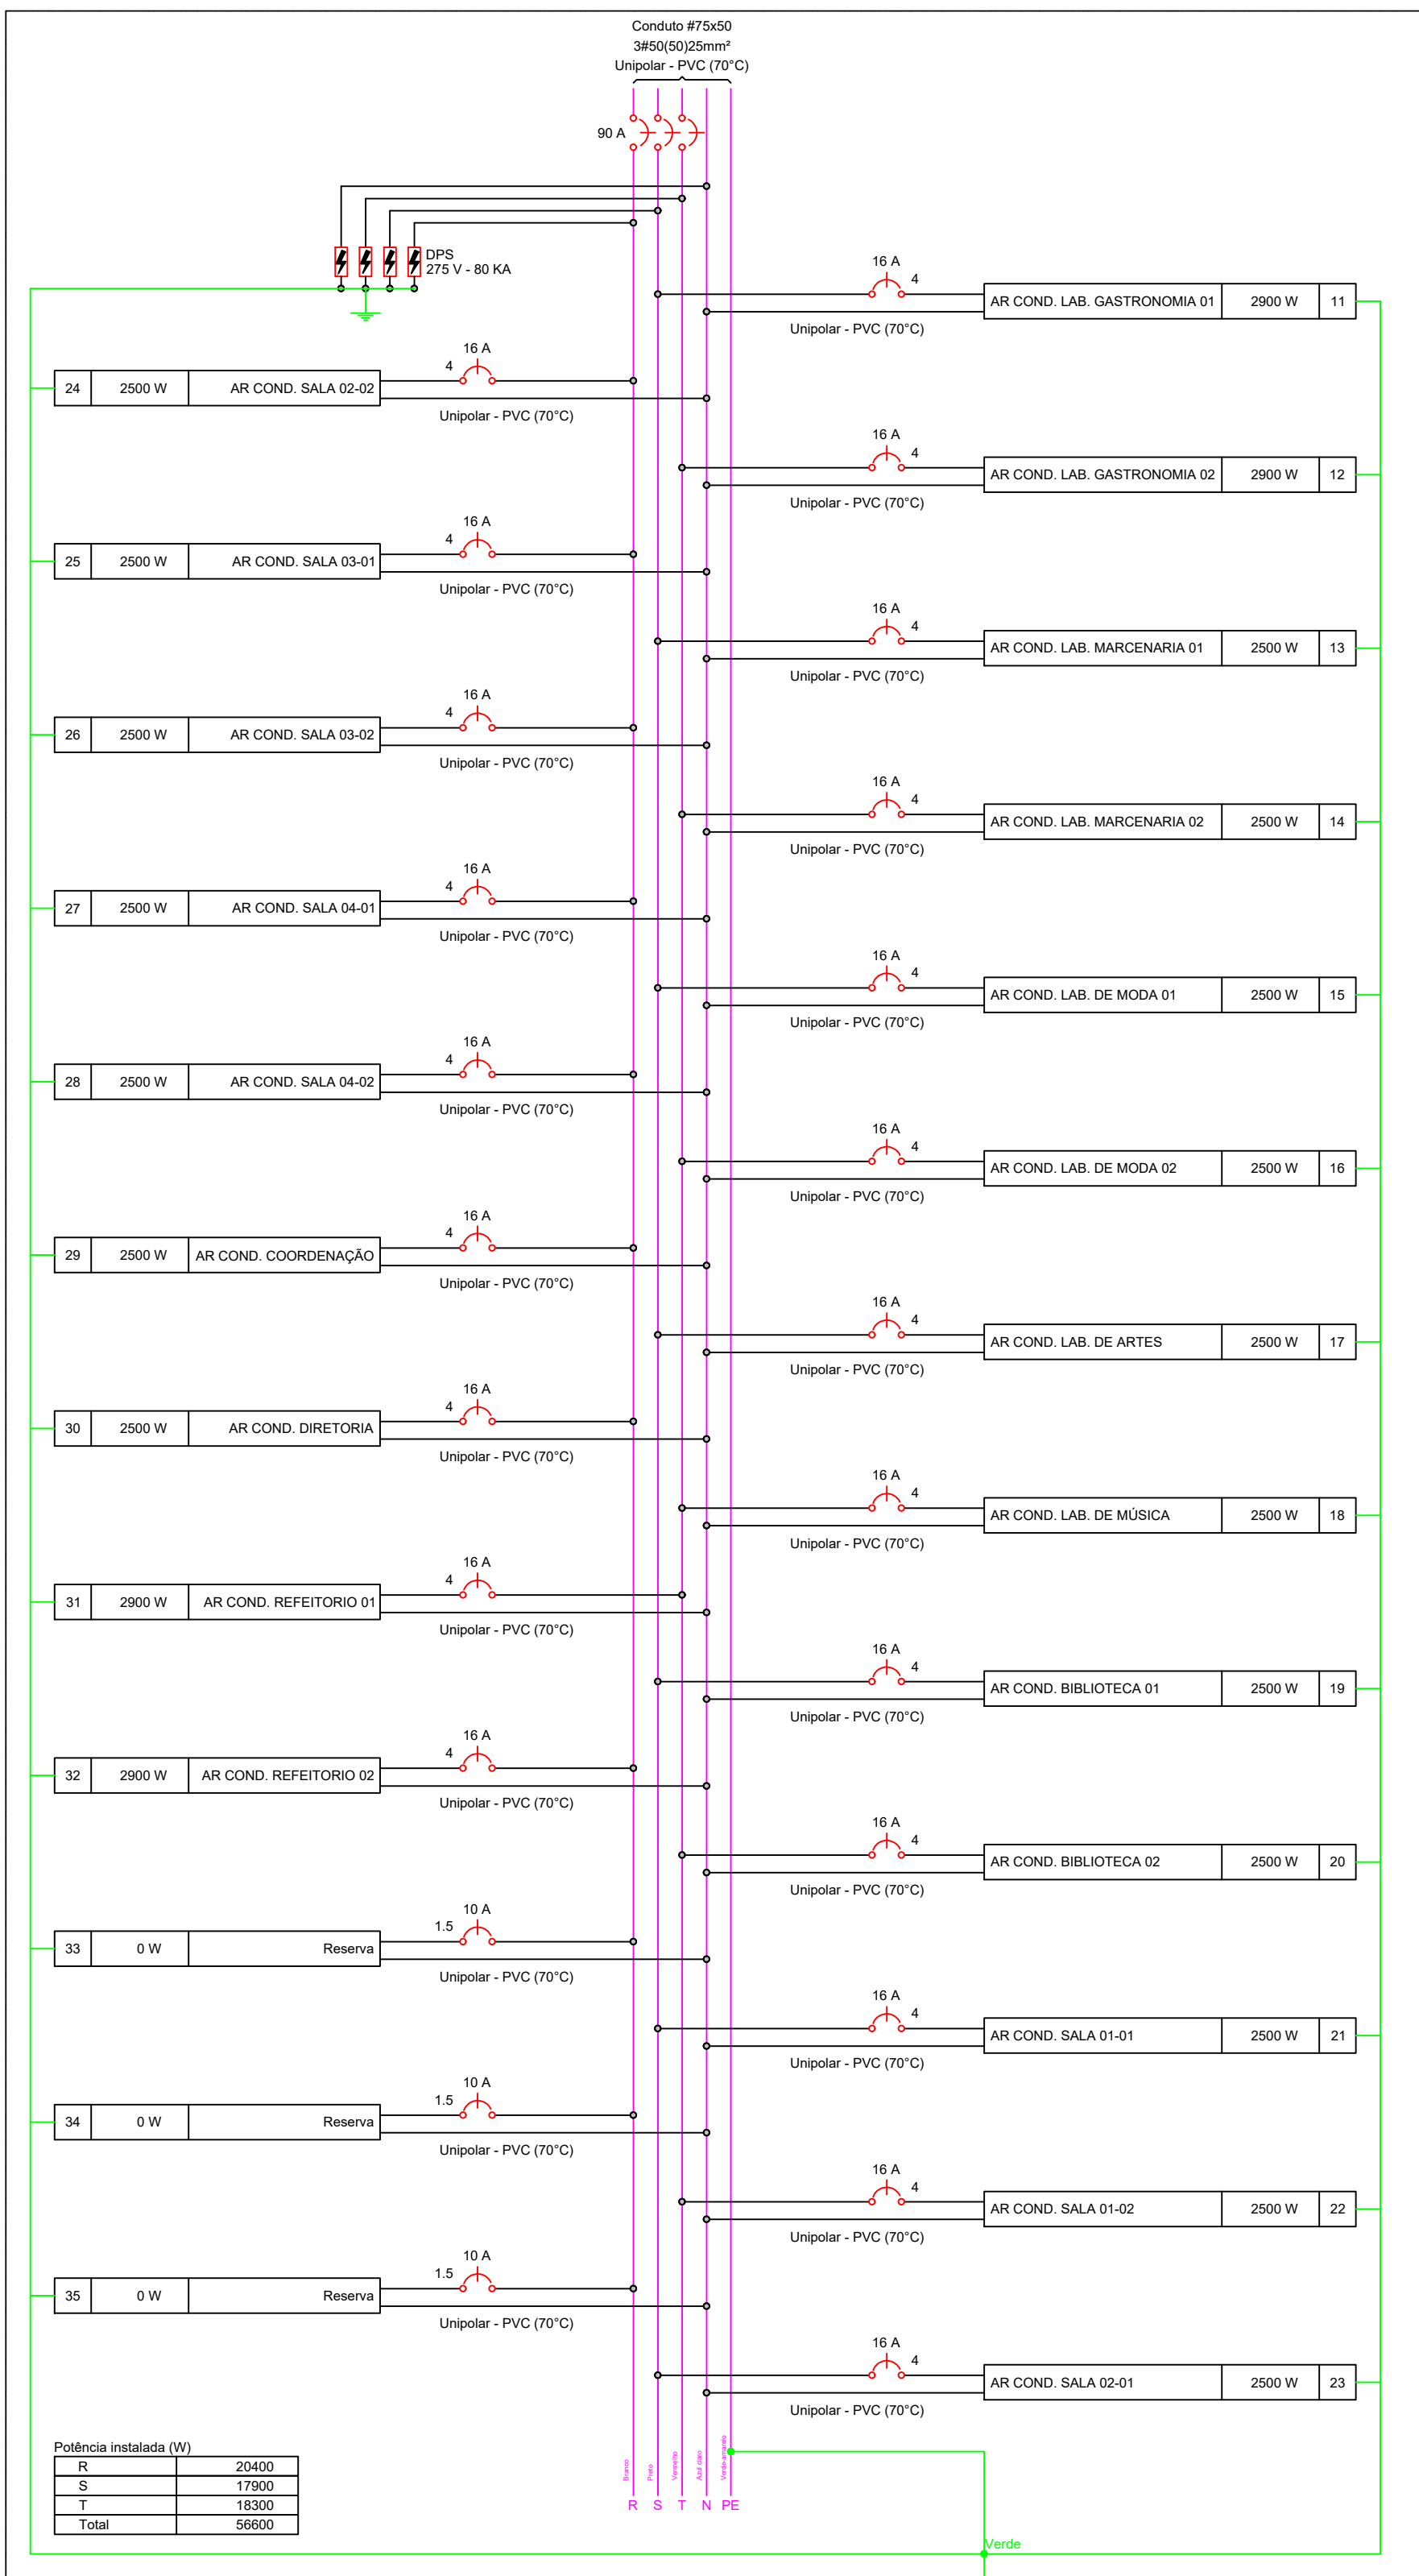 Conduto #75x50
3#50(50)25mm²
Unipolar - PVC (70°C)
90 A
DPS
275 V - 80 KA
16 A
4
AR COND. LAB. GASTRONOMIA 01 2900 W 11
Unipolar - PVC (70°C)
16 A
4
24 2500 W AR COND. SALA 02-02
Unipolar - PVC (70°C)
16 A
4
AR COND. LAB. GASTRONOMIA 02 2900 W 12
Unipolar - PVC (70°C)
16 A
4
25 2500 W AR COND. SALA 03-01
Unipolar - PVC (70°C)
16 A
4
AR COND. LAB. MARCENARIA 01 2500 W 13
Unipolar - PVC (70°C)
16 A
4
26 2500 W AR COND. SALA 03-02
Unipolar - PVC (70°C)
16 A
4
AR COND. LAB. MARCENARIA 02 2500 W 14
Unipolar - PVC (70°C)
16 A
4
27 2500 W AR COND. SALA 04-01
Unipolar - PVC (70°C)
16 A
4
AR COND. LAB. DE MODA 01 2500 W 15
Unipolar - PVC (70°C)
16 A
4
28 2500 W AR COND. SALA 04-02
Unipolar - PVC (70°C)
16 A
4
AR COND. LAB. DE MODA 02 2500 W 16
Unipolar - PVC (70°C)
16 A
4
29 2500 W AR COND. COORDENAÇÃO
Unipolar - PVC (70°C)
16 A
4
AR COND. LAB. DE ARTES 2500 W 17
Unipolar - PVC (70°C)
16 A
4
30 2500 W AR COND. DIRETORIA
Unipolar - PVC (70°C)
16 A
4
AR COND. LAB. DE MÚSICA 2500 W 18
Unipolar - PVC (70°C)
16 A
4
31 2900 W AR COND. REFEITORIO 01
Unipolar - PVC (70°C)
16 A
4
AR COND. BIBLIOTECA 01 2500 W 19
Unipolar - PVC (70°C)
16 A
4
32 2900 W AR COND. REFEITORIO 02
Unipolar - PVC (70°C)
16 A
4
AR COND. BIBLIOTECA 02 2500 W 20
Unipolar - PVC (70°C)
10 A
1.5
33 0 W Reserva
Unipolar - PVC (70°C)
16 A
4
AR COND. SALA 01-01 2500 W 21
Unipolar - PVC (70°C)
10 A
1.5
34 0 W Reserva
Unipolar - PVC (70°C)
16 A
4
AR COND. SALA 01-02 2500 W 22
Unipolar - PVC (70°C)
10 A
1.5
35 0 W Reserva
Unipolar - PVC (70°C)
16 A
4
AR COND. SALA 02-01 2500 W 23
Unipolar - PVC (70°C)
Potência instalada (W)
R 20400
S 17900
T 18300
Total 56600
Branco
Preto
Vermelho
Azul claro
Verde-amarelo
R S T N PE
Verde